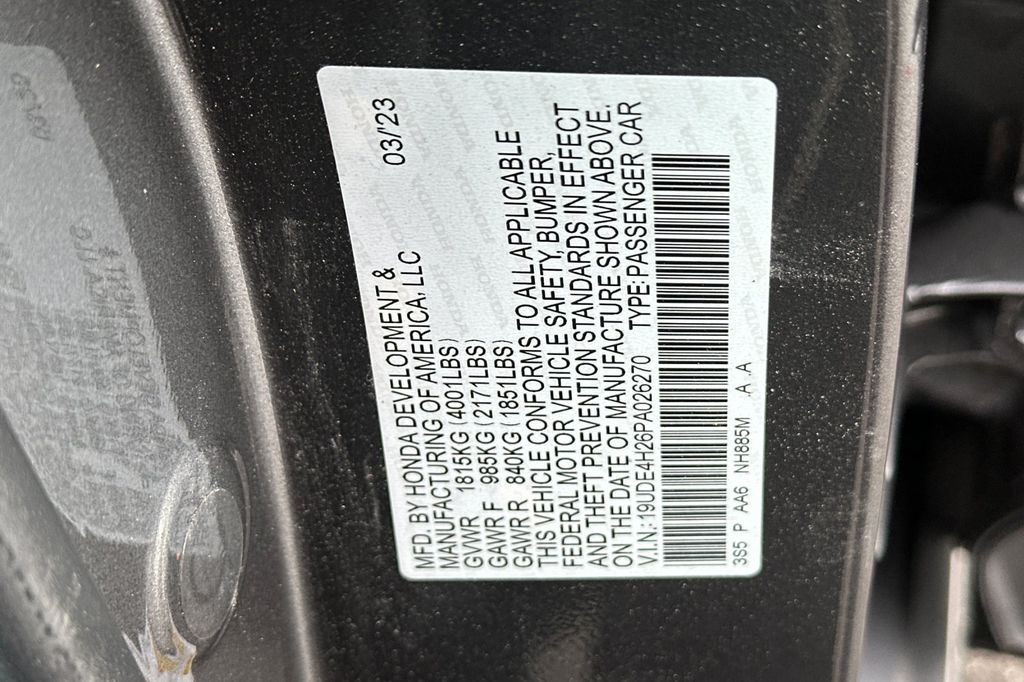 MFD. BY HONDA DEVELOPMENT & 03/'23
MANUFACTURING OF AMERICA, LLC
GVWR 1815KG (4001LBS)
GAWR F 985KG (2171LBS)
GAWR R 840KG (1851LBS)
THIS VEHICLE CONFORMS TO ALL APPLICABLE
FEDERAL MOTOR VEHICLE SAFETY, BUMPER,
AND THEFT PREVENTION STANDARDS IN EFFECT
ON THE DATE OF MANUFACTURE SHOWN ABOVE.
V.I.N.: 19UDE4H26PA026270 TYPE: PASSENGER CAR
3S5 P AA6 NH885M .A .A